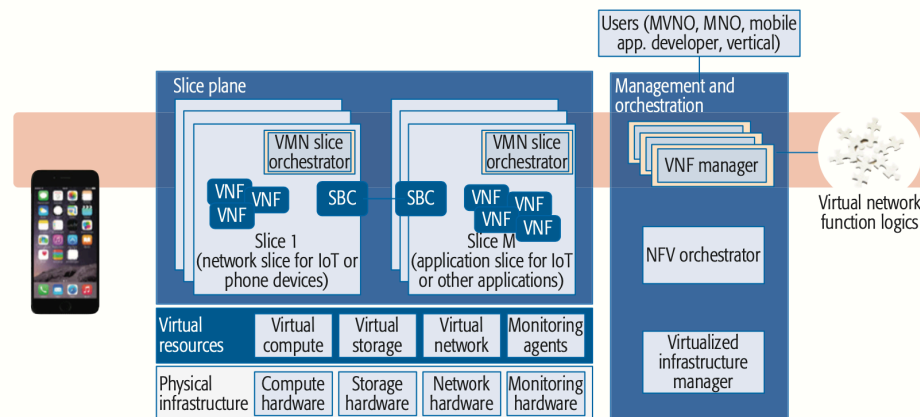 Users (MVNO, MNO, mobile
app. developer, vertical)
Slice plane
Management and
orchestration
VMN slice
orchestrator
VMN slice
orchestrator
VNF manager
VNF
VNF
VNF
SBC
SBC
VNF
VNF
VNF
VNF
Virtual network
function logics
Slice 1
(network slice for IoT or
phone devices)
Slice M
(application slice for IoT
or other applications)
NFV orchestrator
Virtual
resources
Virtual
compute
Virtual
storage
Virtual
network
Monitoring
agents
Virtualized
infrastructure
manager
Physical
infrastructure
Compute
hardware
Storage
hardware
Network
hardware
Monitoring
hardware